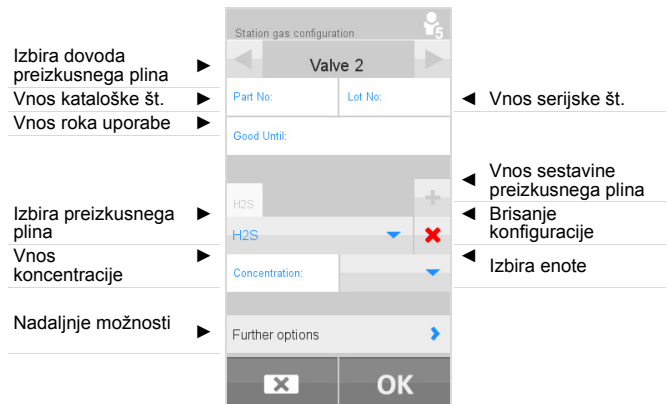 Station gas configuration
5
Izbira dovoda
preizkusnega plina
Valve 2
Vnos kataloške št.
Part No:
Lot No:
Vnos serijske št.
Vnos roka uporabe
Good Until:
Vnos sestavine
preizkusnega plina
H2S
Izbira preizkusnega
plina
H2S
Brisanje
konfiguracije
Vnos
koncentracije
Concentration:
Izbira enote
Nadaljnje možnosti
Further options
OK